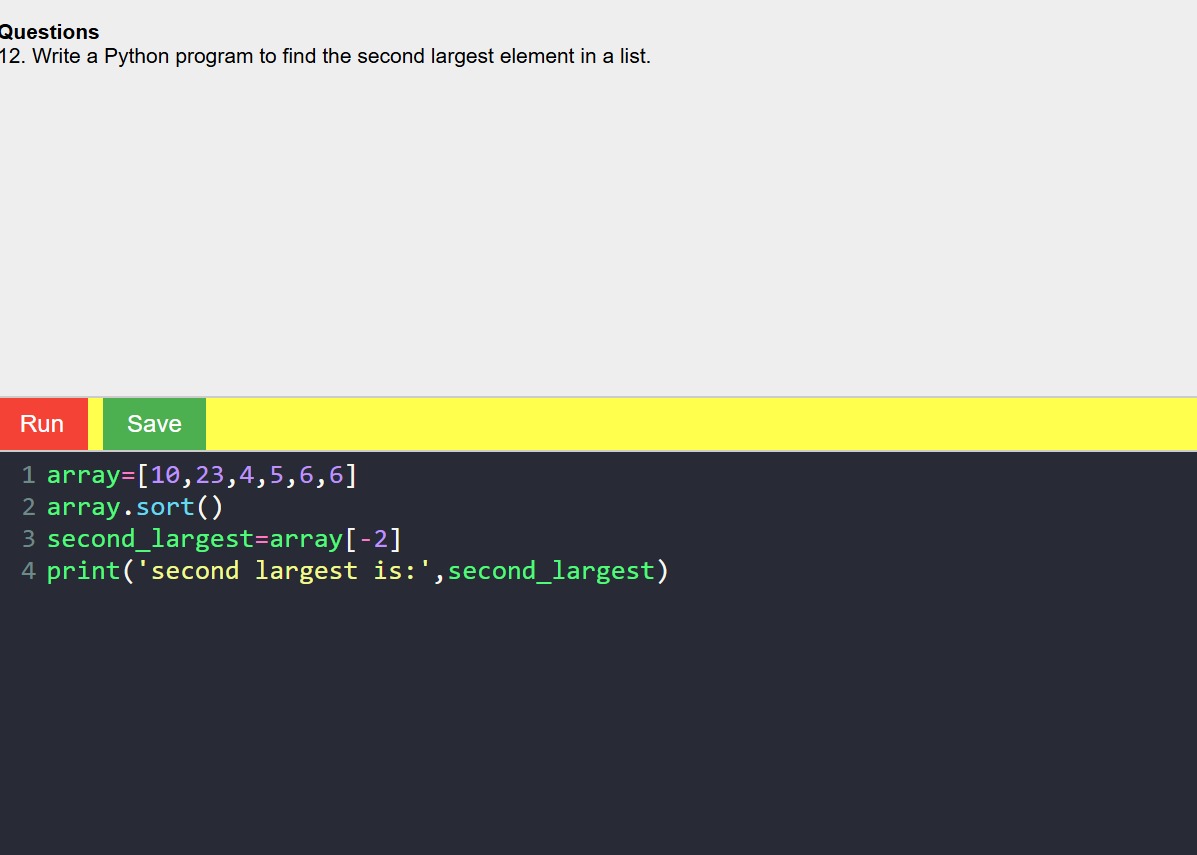 Questions
12. Write a Python program to find the second largest element in a list.
Run Save
1 array=[10,23,4,5,6,6]
2 array.sort()
3 second_largest=array[-2]
4 print('second largest is:',second_largest)